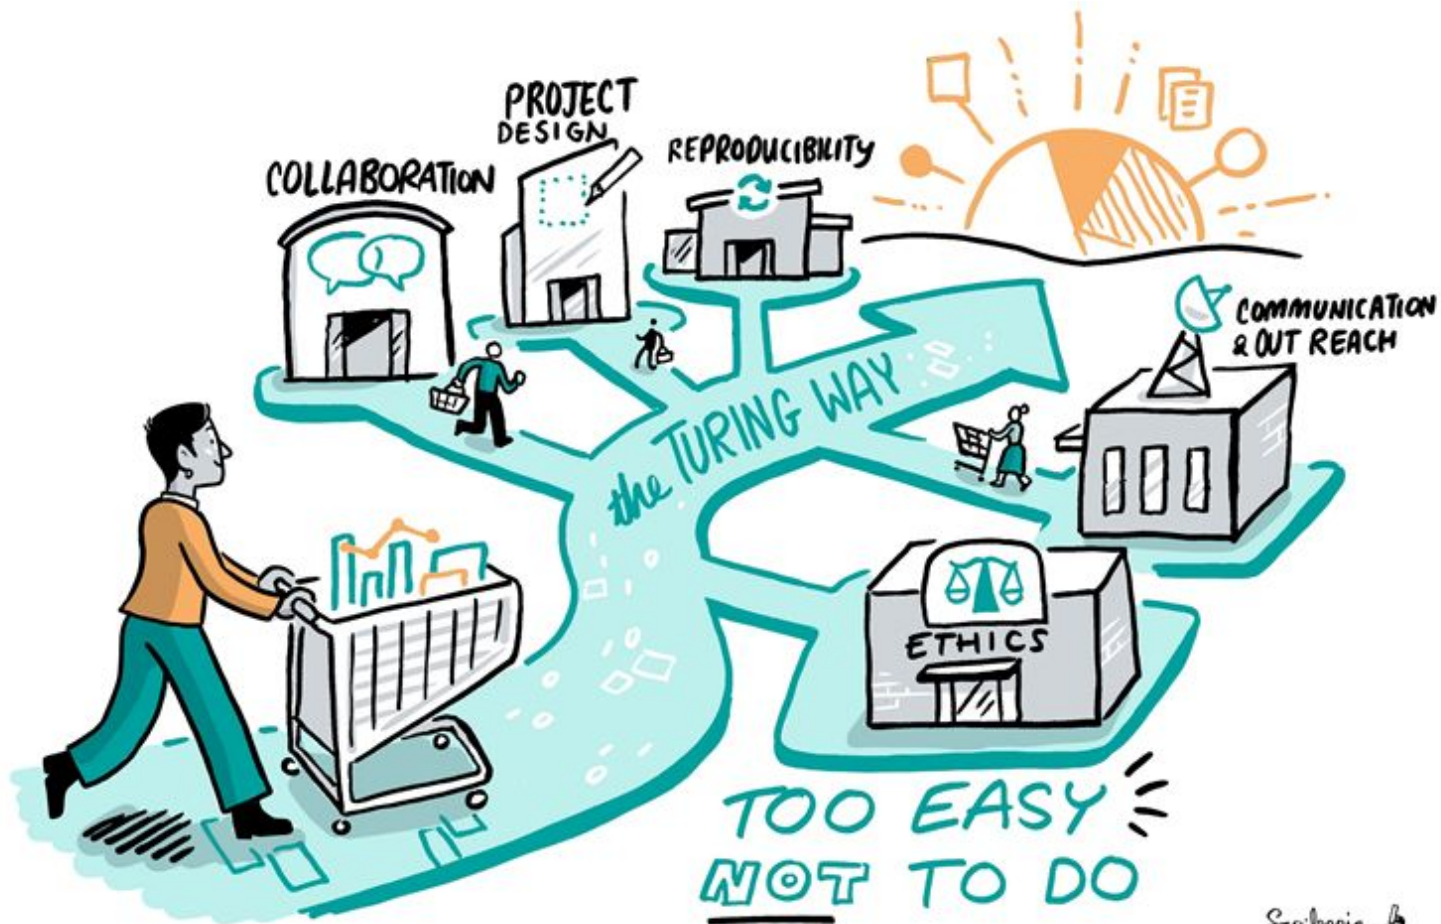 PROJECT
DESIGN
COLLABORATION
REPRODUCIBILITY
COMMUNICATION
& OUT REACH
the TURING WAY
ETHICS
TOO EASY
NOT TO DO